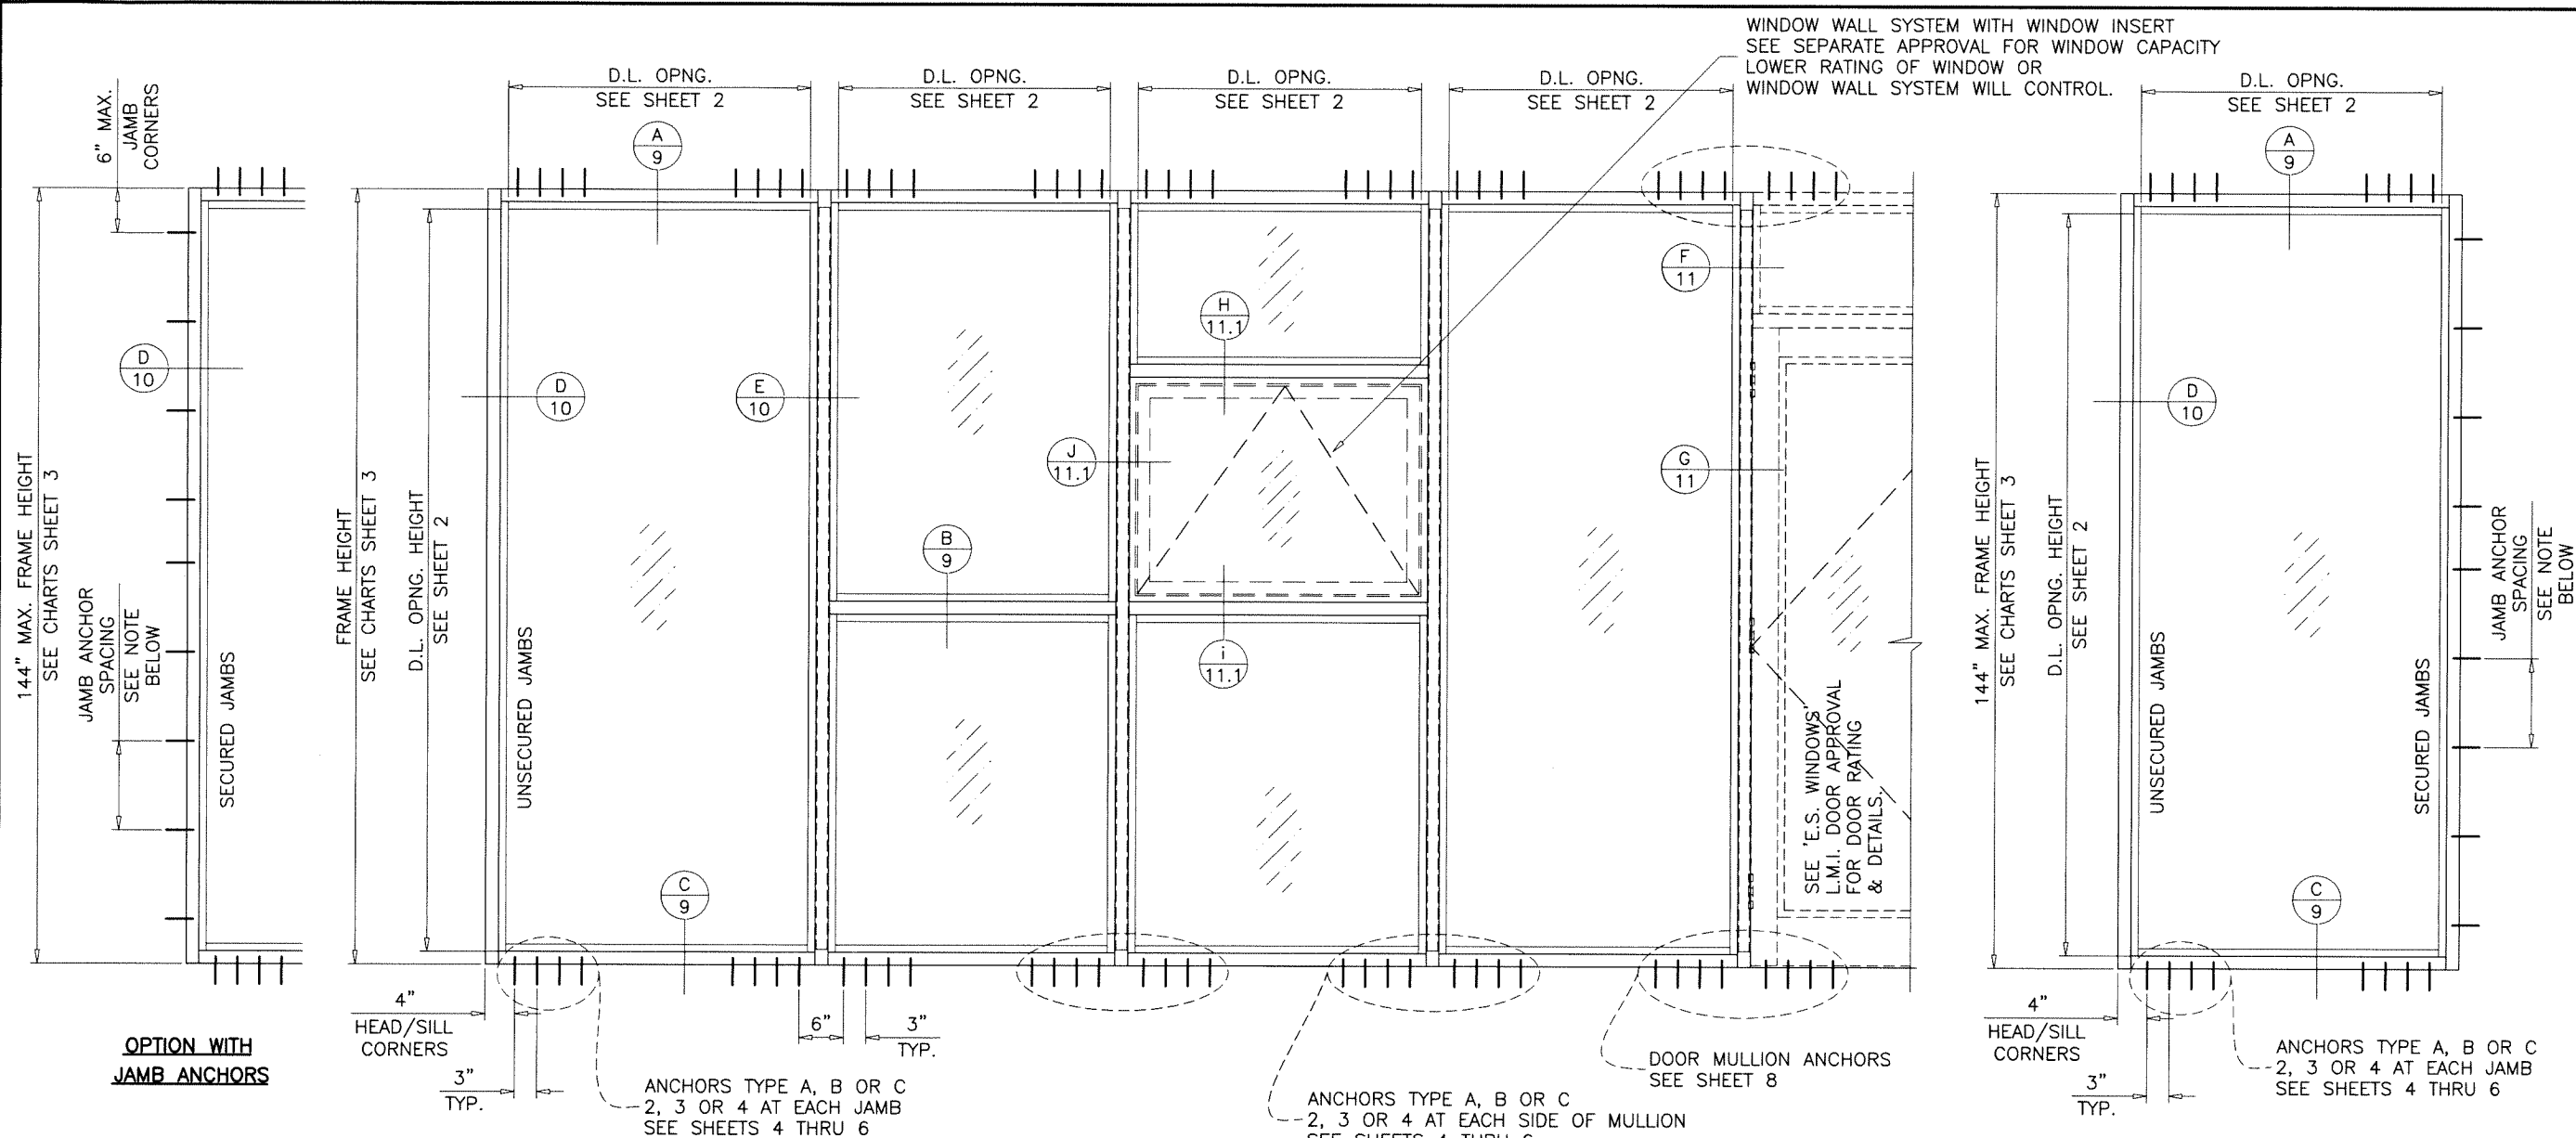 WINDOW WALL SYSTEM WITH WINDOW INSERT
SEE SEPARATE APPROVAL FOR WINDOW CAPACITY
LOWER RATING OF WINDOW OR
WINDOW WALL SYSTEM WILL CONTROL.
6" MAX.
JAMB
CORNERS
D.L. OPNG.
SEE SHEET 2
D.L. OPNG.
SEE SHEET 2
D.L. OPNG.
SEE SHEET 2
D.L. OPNG.
SEE SHEET 2
D.L. OPNG.
SEE SHEET 2
A
9
A
9
144" MAX. FRAME HEIGHT
SEE CHARTS SHEET 3
JAMB ANCHOR
SPACING
SEE NOTE
BELOW
D
10
SECURED JAMBS
FRAME HEIGHT
SEE CHARTS SHEET 3
D.L. OPNG. HEIGHT
SEE SHEET 2
UNSECURED JAMBS
D
10
E
10
B
9
C
9
H
11.1
J
11.1
i
11.1
F
11
G
11
SEE 'E.S. WINDOWS'
L.M.I. DOOR APPROVAL
FOR DOOR RATING
& DETAILS.
144" MAX. FRAME HEIGHT
SEE CHARTS SHEET 3
D.L. OPNG. HEIGHT
SEE SHEET 2
UNSECURED JAMBS
D
10
SECURED JAMBS
C
9
JAMB ANCHOR
SPACING
SEE NOTE
BELOW
OPTION WITH
JAMB ANCHORS
4"
HEAD/SILL
CORNERS
3"
TYP.
6"
3"
TYP.
ANCHORS TYPE A, B OR C
2, 3 OR 4 AT EACH JAMB
SEE SHEETS 4 THRU 6
ANCHORS TYPE A, B OR C
2, 3 OR 4 AT EACH SIDE OF MULLION
SEE SHEETS 4 THRU 6
DOOR MULLION ANCHORS
SEE SHEET 8
4"
HEAD/SILL
CORNERS
3"
TYP.
ANCHORS TYPE A, B OR C
2, 3 OR 4 AT EACH JAMB
SEE SHEETS 4 THRU 6